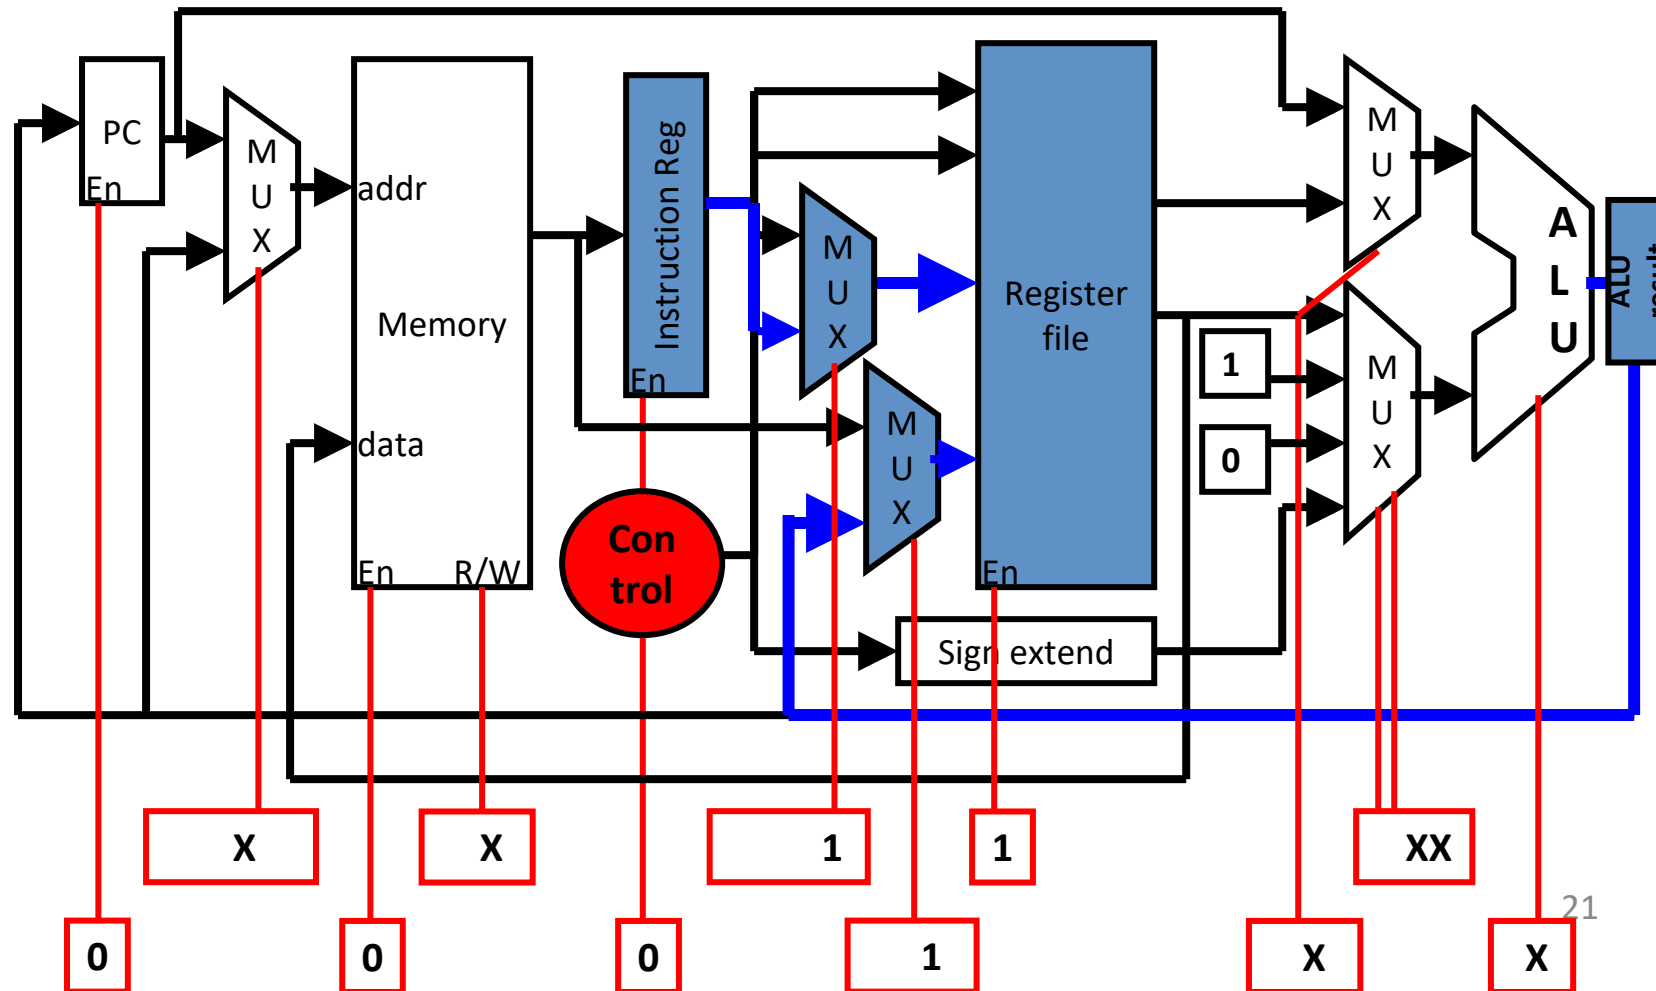 PC
En
M
U
X
addr
data
Memory
En
R/W
Instruction Reg
En
Con
trol
M
U
X
M
U
X
Register
file
En
Sign extend
M
U
X
1
0
M
U
X
A
L
U
ALU
result
X
X
1
1
XX
21
0
0
0
1
X
X